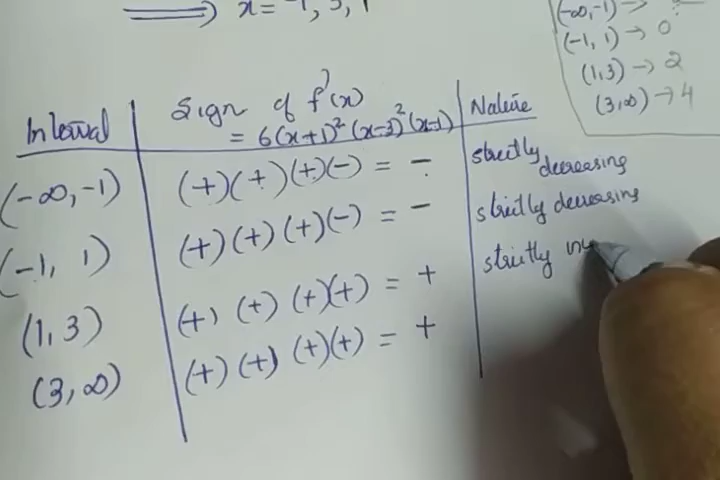 ⟹ x = -1, 3, 1
(-∞, -1) →
(-1, 1) → 0
(1, 3) → 2
(3, ∞) → 4
Interval Sign of f'(x) Nature
= 6(x+1)² (x-3)² (x-1)
(-∞, -1) (+)(+)(+)(-) = - strictly decreasing
(-1, 1) (+)(+)(+)(-) = - strictly decreasing
(1, 3) (+)(+)(+)(+) = + strictly
(3, ∞) (+)(+)(+)(+) = +